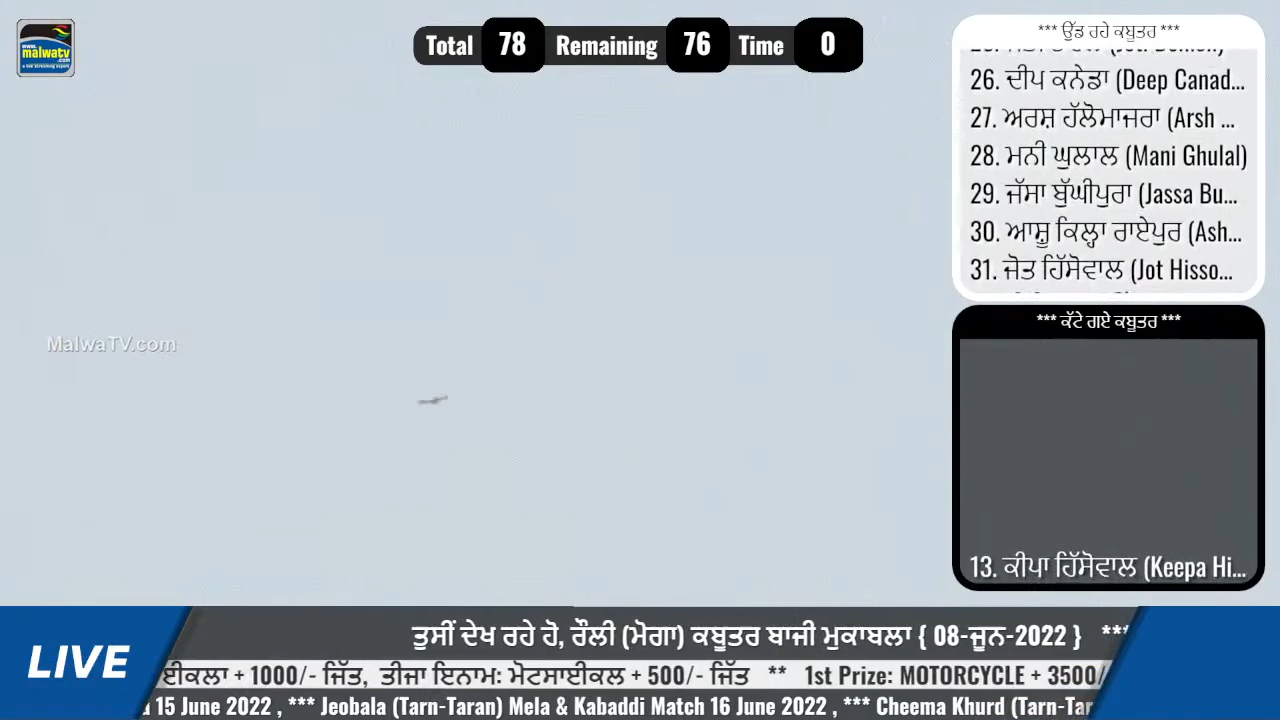 www.
malwatv
.com
Total 78 Remaining 76 Time 0
*** ਉੱਡ ਰਹੇ ਕਬੂਤਰ ***
26. ਦੀਪ ਕਨੇਡਾ (Deep Canad...
27. ਅਰਸ਼ ਹੱਲੋਮਾਜਰਾ (Arsh ...
28. ਮਨੀ ਘੁਲਾਲ (Mani Ghulal)
29. ਜੱਸਾ ਬੁੱਘੀਪੁਰਾ (Jassa Bu...
30. ਆਸ਼ੂ ਕਿਲ੍ਹਾ ਰਾਏਪੁਰ (Ash...
31. ਜੋਤ ਹਿੱਸੋਵਾਲ (Jot Hisso...
*** ਕੱਟੇ ਗਏ ਕਬੂਤਰ ***
13. ਕੀਪਾ ਹਿੱਸੋਵਾਲ (Keepa Hi...
MalwaTV.com
LIVE
ਤੁਸੀਂ ਦੇਖ ਰਹੇ ਹੋ, ਰੌਲੀ (ਮੋਗਾ) ਕਬੂਤਰ ਬਾਜੀ ਮੁਕਾਬਲਾ { 08-ਜੂਨ-2022 } ***
ਈਕਲਾ + 1000/- ਜਿੱਤ, ਤੀਜਾ ਇਨਾਮ: ਮੋਟਸਾਈਕਲ + 500/- ਜਿੱਤ ** 1st Prize: MOTORCYCLE + 3500/
15 June 2022 , *** Jeobala (Tarn-Taran) Mela & Kabaddi Match 16 June 2022 , *** Cheema Khurd (Tarn-Tar